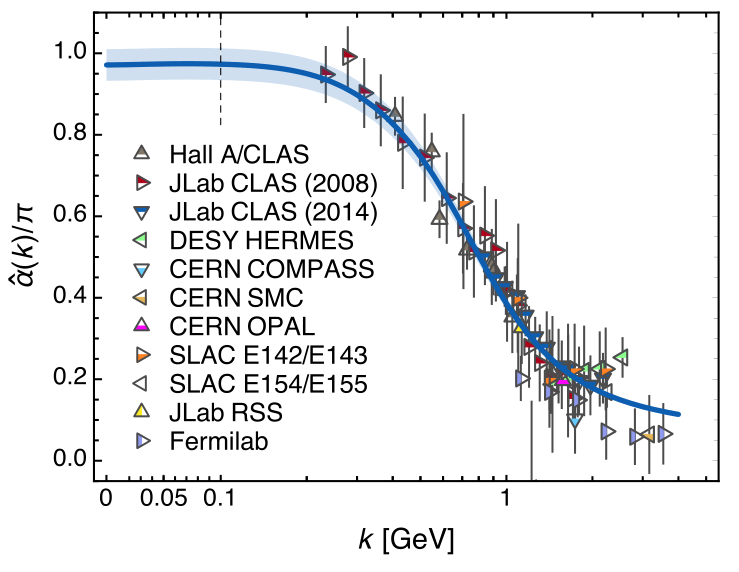 1.0
0.8
0.6
0.4
0.2
0.0
α̂(k)/π
Hall A/CLAS
JLab CLAS (2008)
JLab CLAS (2014)
DESY HERMES
CERN COMPASS
CERN SMC
CERN OPAL
SLAC E142/E143
SLAC E154/E155
JLab RSS
Fermilab
0 0.05 0.1 1
k [GeV]